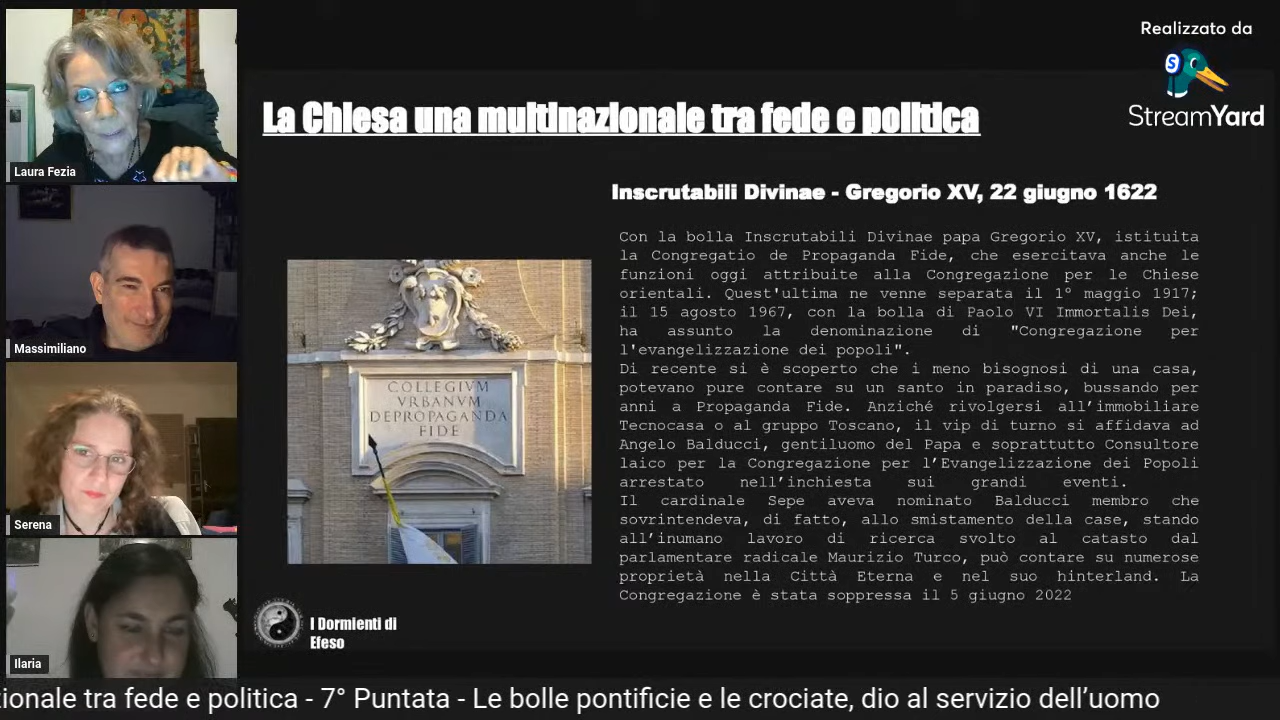 Realizzato da
StreamYard
La Chiesa una multinazionale tra fede e politica
Laura Fezia
Massimiliano
Serena
Ilaria
Inscrutabili Divinae - Gregorio XV, 22 giugno 1622
Con la bolla Inscrutabili Divinae papa Gregorio XV, istituita
la Congregatio de Propaganda Fide, che esercitava anche le
funzioni oggi attribuite alla Congregazione per le Chiese
orientali. Quest'ultima ne venne separata il 1° maggio 1917;
il 15 agosto 1967, con la bolla di Paolo VI Immortalis Dei,
ha assunto la denominazione di "Congregazione per
l'evangelizzazione dei popoli".
Di recente si è scoperto che i meno bisognosi di una casa,
potevano pure contare su un santo in paradiso, bussando per
anni a Propaganda Fide. Anziché rivolgersi all’immobiliare
Tecnocasa o al gruppo Toscano, il vip di turno si affidava ad
Angelo Balducci, gentiluomo del Papa e soprattutto Consultore
laico per la Congregazione per l’Evangelizzazione dei Popoli
arrestato nell’inchiesta sui grandi eventi.
Il cardinale Sepe aveva nominato Balducci membro che
sovrintendeva, di fatto, allo smistamento della case, stando
all’inumano lavoro di ricerca svolto al catasto dal
parlamentare radicale Maurizio Turco, può contare su numerose
proprietà nella Città Eterna e nel suo hinterland. La
Congregazione è stata soppressa il 5 giugno 2022
COLLEGIVM
VRBANVM
DEPROPAGANDA
FIDE
I Dormienti di
Efeso
zionale tra fede e politica - 7° Puntata - Le bolle pontificie e le crociate, dio al servizio dell’uomo